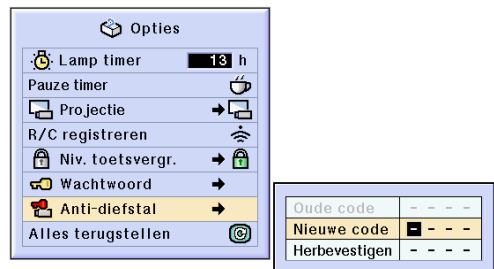 Opties
Lamp timer 13 h
Pauze timer
Projectie
R/C registreren
Niv. toetsvergr.
Wachtwoord
Anti-diefstal
Alles terugstellen
Oude code - - - -
Nieuwe code - - - -
Herbevestigen - - - -